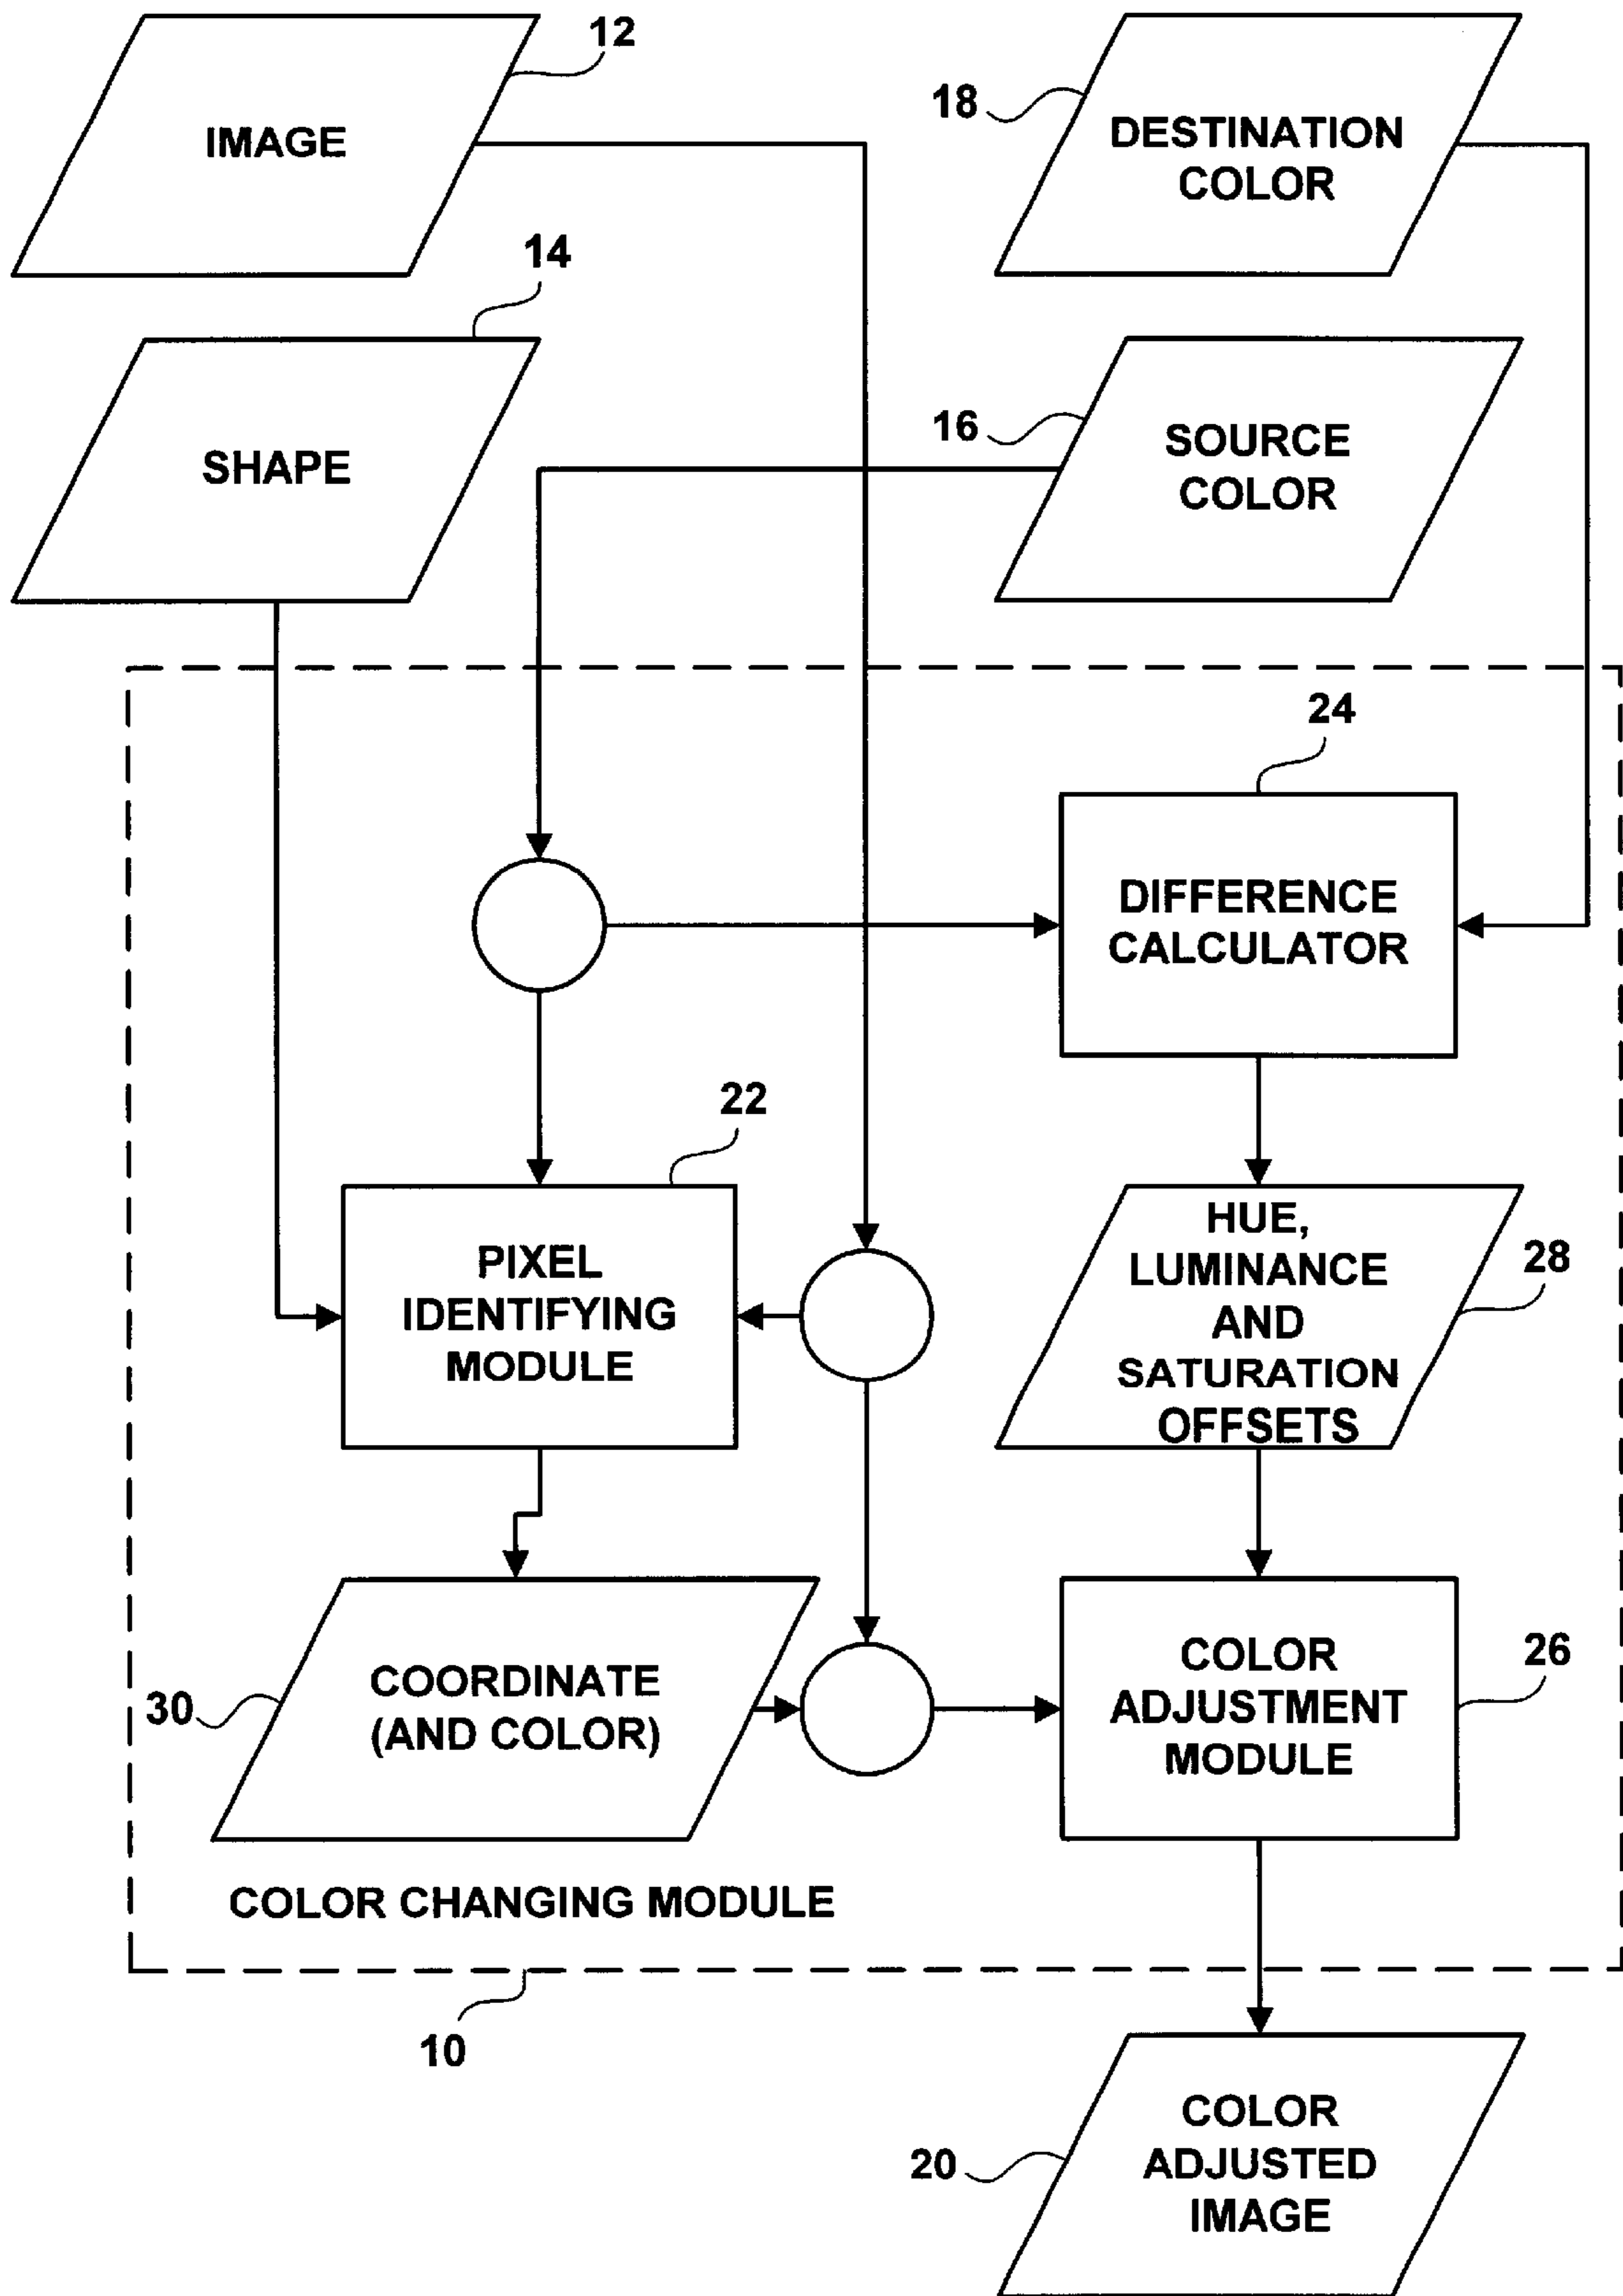 12
IMAGE
18
DESTINATION
COLOR
14
SHAPE
16
SOURCE
COLOR
24
DIFFERENCE
CALCULATOR
22
PIXEL
IDENTIFYING
MODULE
HUE,
LUMINANCE
AND
SATURATION
OFFSETS
28
30
COORDINATE
(AND COLOR)
COLOR
ADJUSTMENT
MODULE
26
COLOR CHANGING MODULE
10
20
COLOR
ADJUSTED
IMAGE